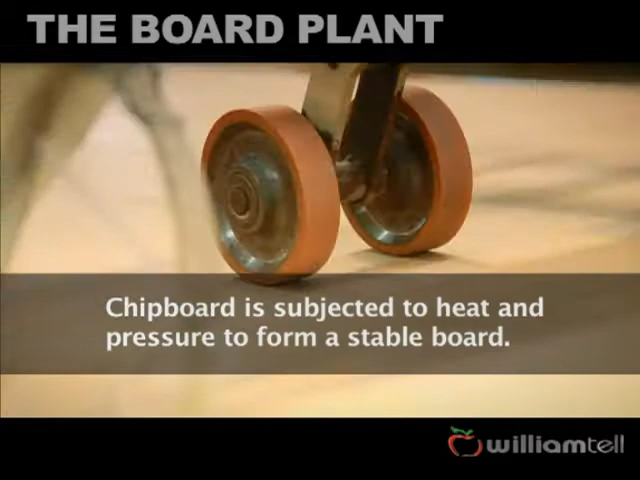 THE BOARD PLANT
Chipboard is subjected to heat and
pressure to form a stable board.
williamtell